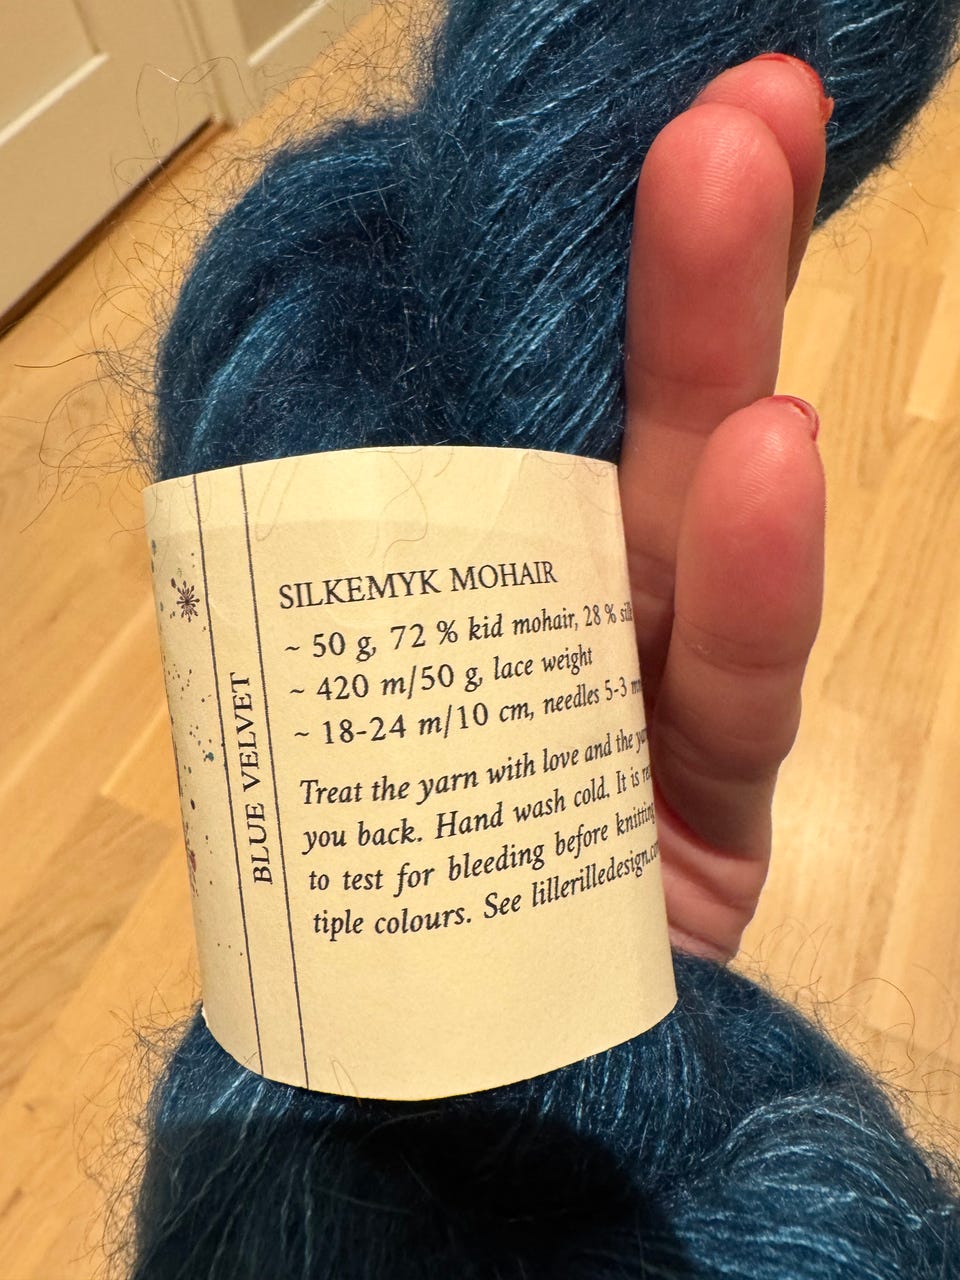 BLUE VELVET
SILKEMYK MOHAIR
~ 50 g, 72 % kid mohair, 28 %
~ 420 m/50 g, lace weight
~ 18-24 m/10 cm, needles 5-3
Treat the yarn with love and the
you back. Hand wash cold. It is
to test for bleeding before knitting
tiple colours. See lillerilledesign.com